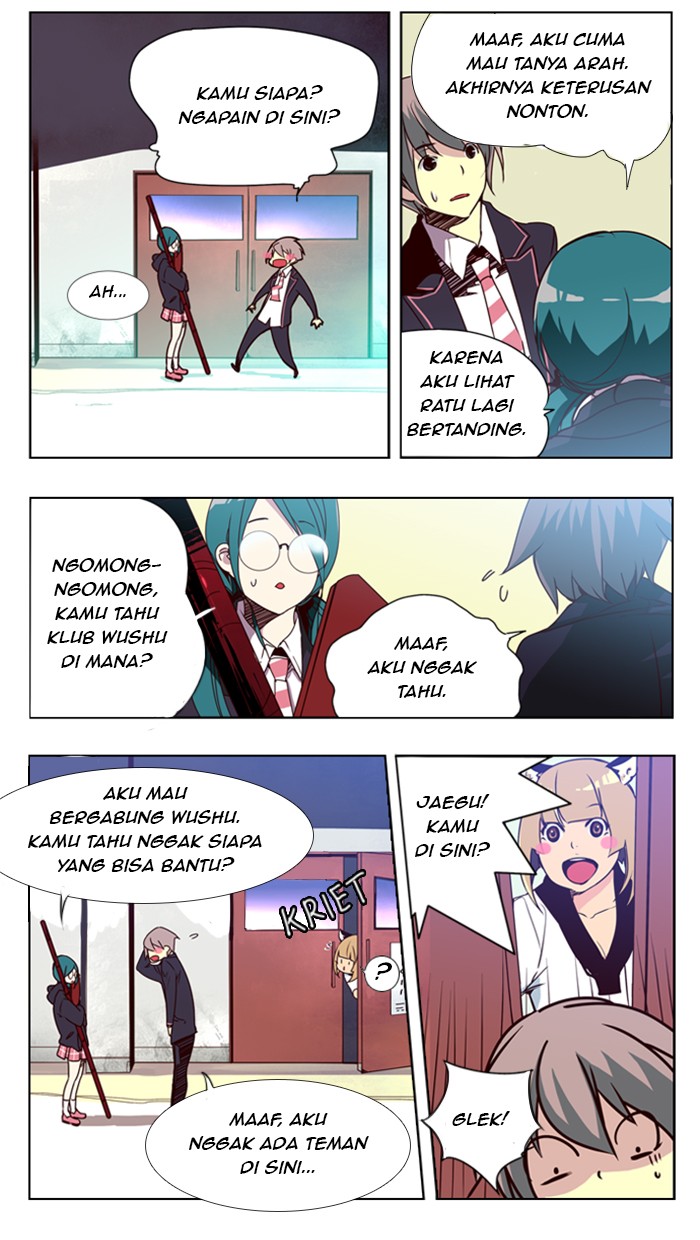 KAMU SIAPA?
NGAPAIN DI SINI?
AH...
MAAF, AKU CUMA
MAU TANYA ARAH.
AKHIRNYA KETERUSAN
NONTON.
KARENA
AKU LIHAT
RATU LAGI
BERTANDING.
NGOMONG-
NGOMONG,
KAMU TAHU
KLUB WUSHU
DI MANA?
MAAF,
AKU NGGAK
TAHU.
AKU MAU
BERGABUNG WUSHU.
KAMU TAHU NGGAK SIAPA
YANG BISA BANTU?
KRIET
?
MAAF, AKU
NGGAK ADA TEMAN
DI SINI...
JAEGU!
KAMU
DI SINI?
GLEK!